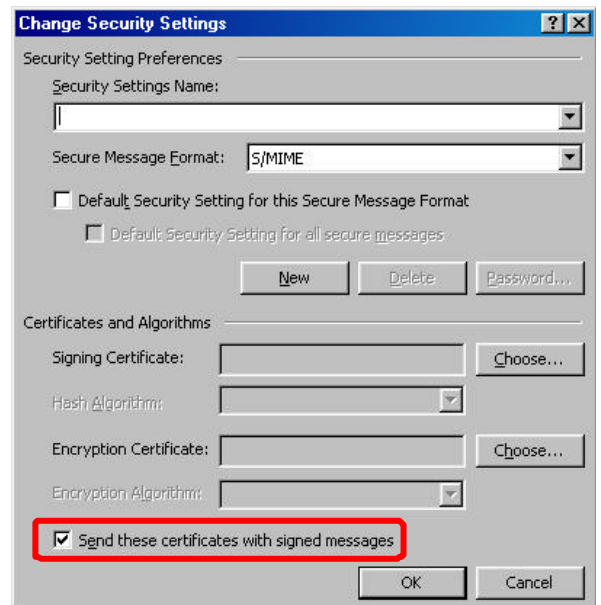 Change Security Settings
Security Setting Preferences
Security Settings Name:
Secure Message Format: S/MIME
Default Security Setting for this Secure Message Format
Default Security Setting for all secure messages
New Delete Password...
Certificates and Algorithms
Signing Certificate: Choose...
Hash Algorithm:
Encryption Certificate: Choose...
Encryption Algorithm:
Send these certificates with signed messages
OK Cancel